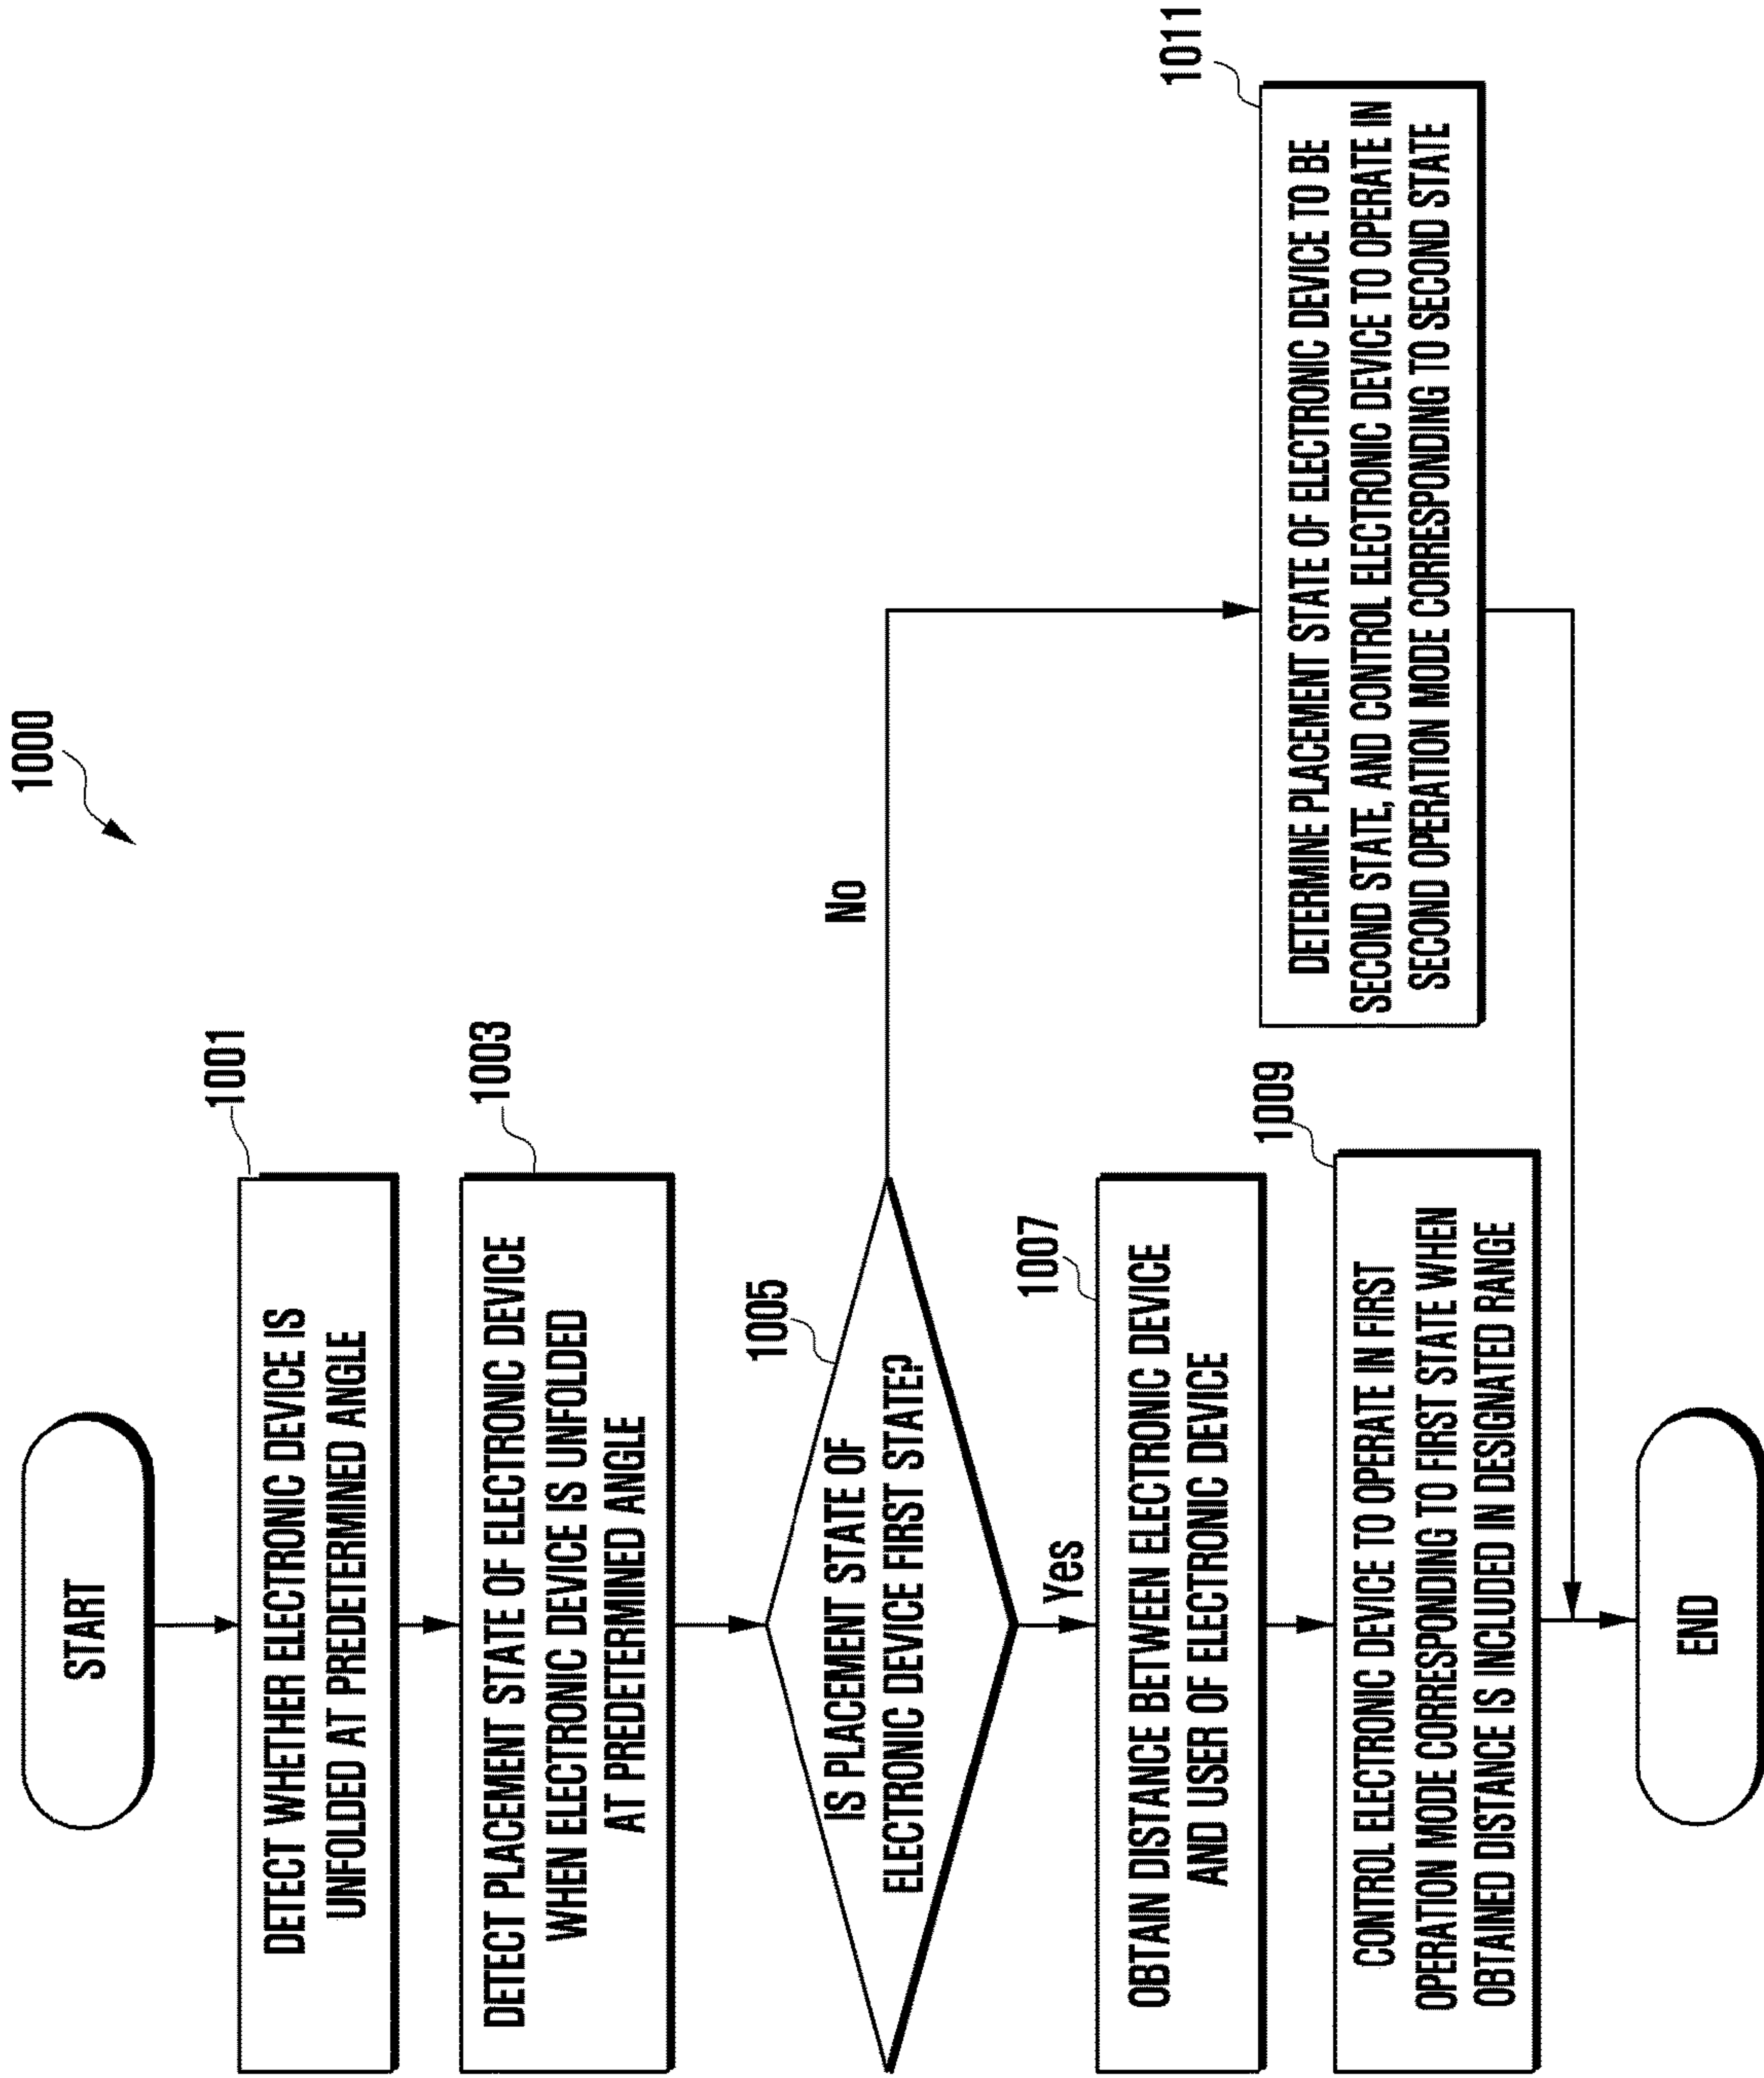 1000
START
1001
DETECT WHETHER ELECTRONIC DEVICE IS
UNFOLDED AT PREDETERMINED ANGLE
1003
DETECT PLACEMENT STATE OF ELECTRONIC DEVICE
WHEN ELECTRONIC DEVICE IS UNFOLDED
AT PREDETERMINED ANGLE
1005
IS PLACEMENT STATE OF
ELECTRONIC DEVICE FIRST STATE?
No
Yes
1007
OBTAIN DISTANCE BETWEEN ELECTRONIC DEVICE
AND USER OF ELECTRONIC DEVICE
1009
CONTROL ELECTRONIC DEVICE TO OPERATE IN FIRST
OPERATION MODE CORRESPONDING TO FIRST STATE WHEN
OBTAINED DISTANCE IS INCLUDED IN DESIGNATED RANGE
1011
DETERMINE PLACEMENT STATE OF ELECTRONIC DEVICE TO BE
SECOND STATE, AND CONTROL ELECTRONIC DEVICE TO OPERATE IN
SECOND OPERATION MODE CORRESPONDING TO SECOND STATE
END